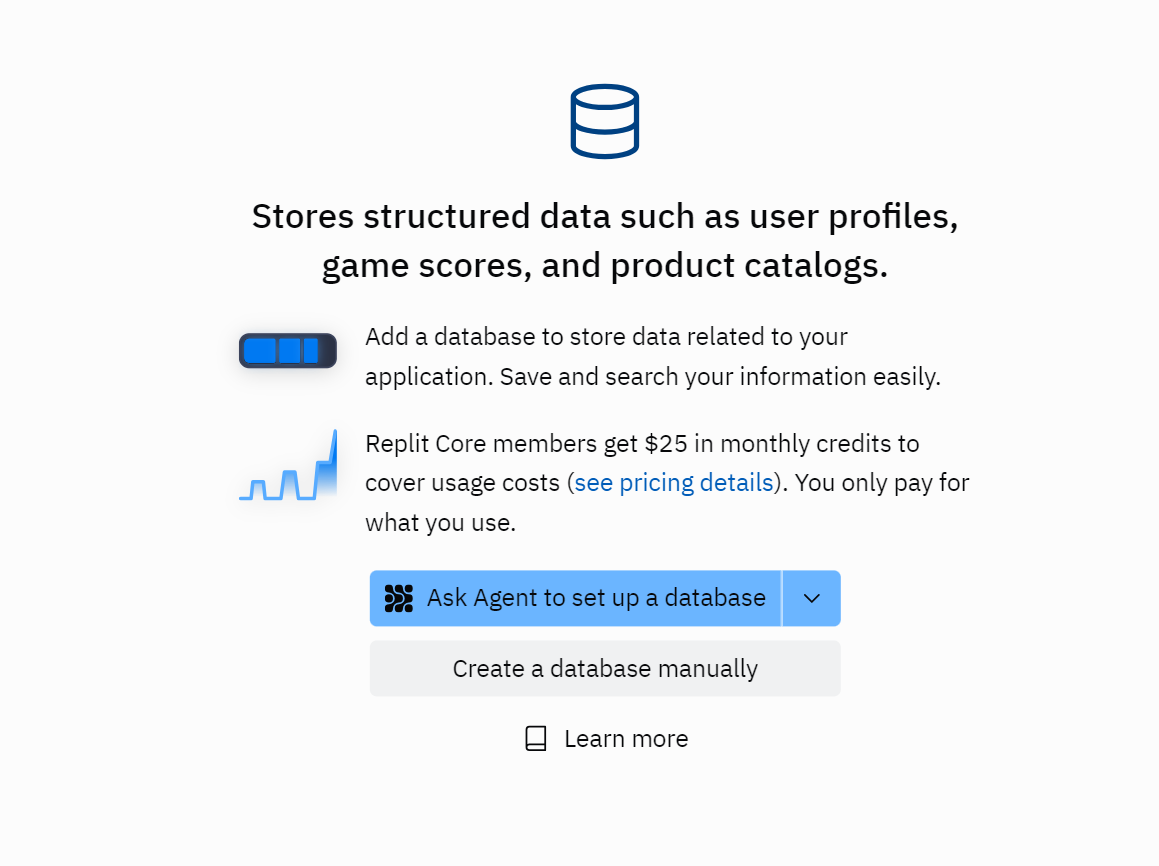 Stores structured data such as user profiles,
game scores, and product catalogs.
Add a database to store data related to your
application. Save and search your information easily.
Replit Core members get $25 in monthly credits to
cover usage costs (see pricing details). You only pay for
what you use.
Ask Agent to set up a database
Create a database manually
Learn more